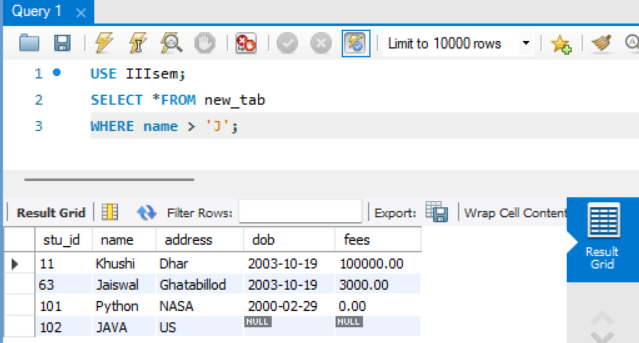 Query 1
Limit to 10000 rows
1 USE IIIsem;
2 SELECT *FROM new_tab
3 WHERE name > 'J';
Result Grid Filter Rows: Export: Wrap Cell Content
stu_id name address dob fees
11 Khushi Dhar 2003-10-19 100000.00
63 Jaiswal Ghatabillod 2003-10-19 3000.00
101 Python NASA 2000-02-29 0.00
102 JAVA US NULL NULL
Result
Grid